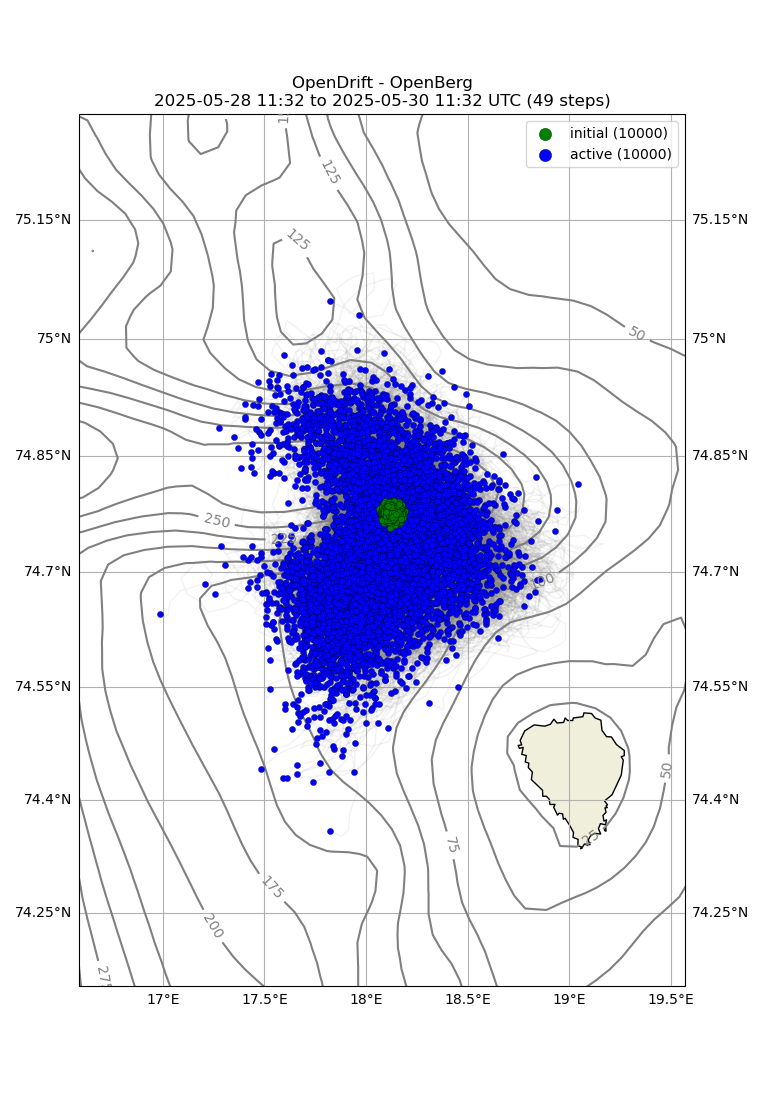 OpenDrift - OpenBerg
2025-05-28 11:32 to 2025-05-30 11:32 UTC (49 steps)
initial (10000)
active (10000)
125
125
50
75.15°N
75.15°N
75°N
75°N
74.85°N
74.85°N
250
74.7°N
74.7°N
74.55°N
74.55°N
50
74.4°N
74.4°N
75
25
175
200
74.25°N
74.25°N
275
17°E
17.5°E
18°E
18.5°E
19°E
19.5°E